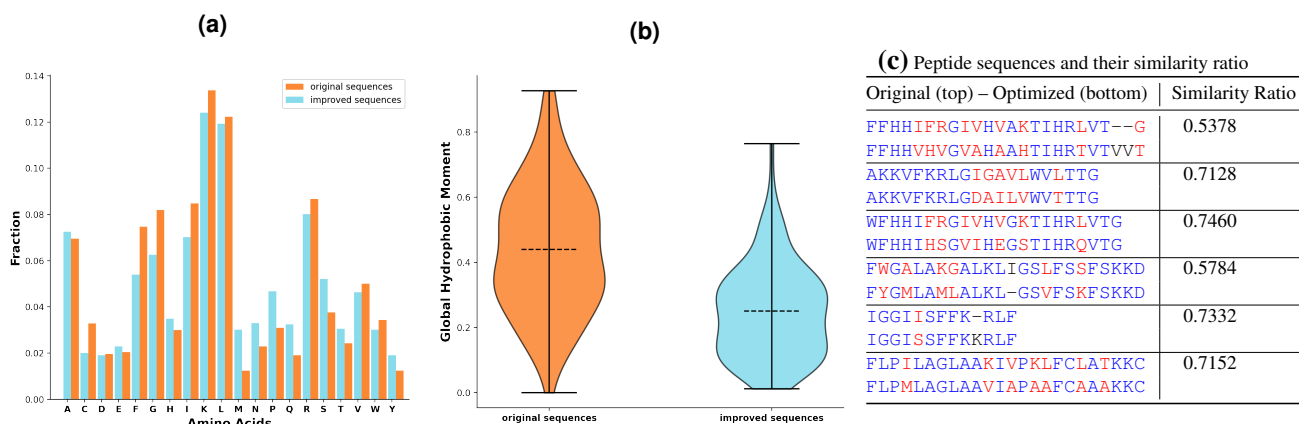 (a)
0.14
0.12
0.10
0.08
0.06
0.04
0.02
0.00
Fraction
original sequences
improved sequences
A C D E F G H I K L M N P Q R S T V W Y
Amino Acids
(b)
Global Hydrophobic Moment
0.8
0.6
0.4
0.2
0.0
original sequences improved sequences
(c) Peptide sequences and their similarity ratio
Original (top) – Optimized (bottom) Similarity Ratio
FFHHIFRGIVHVAKTIHRLVT--G 0.5378
FFHHVHVGVAHAAHTIHRTVTVVT
AKKVFKRLGIGAVLWVLTTG 0.7128
AKKVFKRLGDAILVWVTTTG
WFHHIFRGIVHVGKTIHRLVTG 0.7460
WFHHIHSGVIHEGSTIHRQVTG
FWGALAKGALKLIGSLFSSFSKKD 0.5784
FYGMLAMLALKL-GSVFSKFSKKD
IGGIISFFK-RLF 0.7332
IGGISSFFKKRLF
FLPILAGLAAKIVPKLFCLATKKC 0.7152
FLPMLAGLAAVIAPAAFCAAAKKC